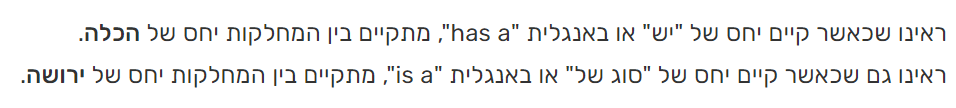 ראינו שכאשר קיים יחס של "יש" או באנגלית "has a", מתקיים בין המחלקות יחס של הכלה.
ראינו גם שכאשר קיים יחס של "סוג של" או באנגלית "is a", מתקיים בין המחלקות יחס של ירושה.